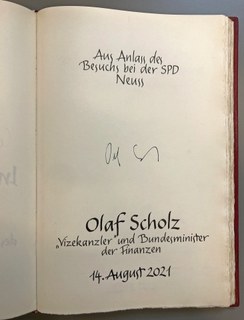 Aus Anlass des
Besuchs bei der SPD
Neuss
Olaf Scholz
"Vizekanzler und Bundesminister
der Finanzen
14. August 2021